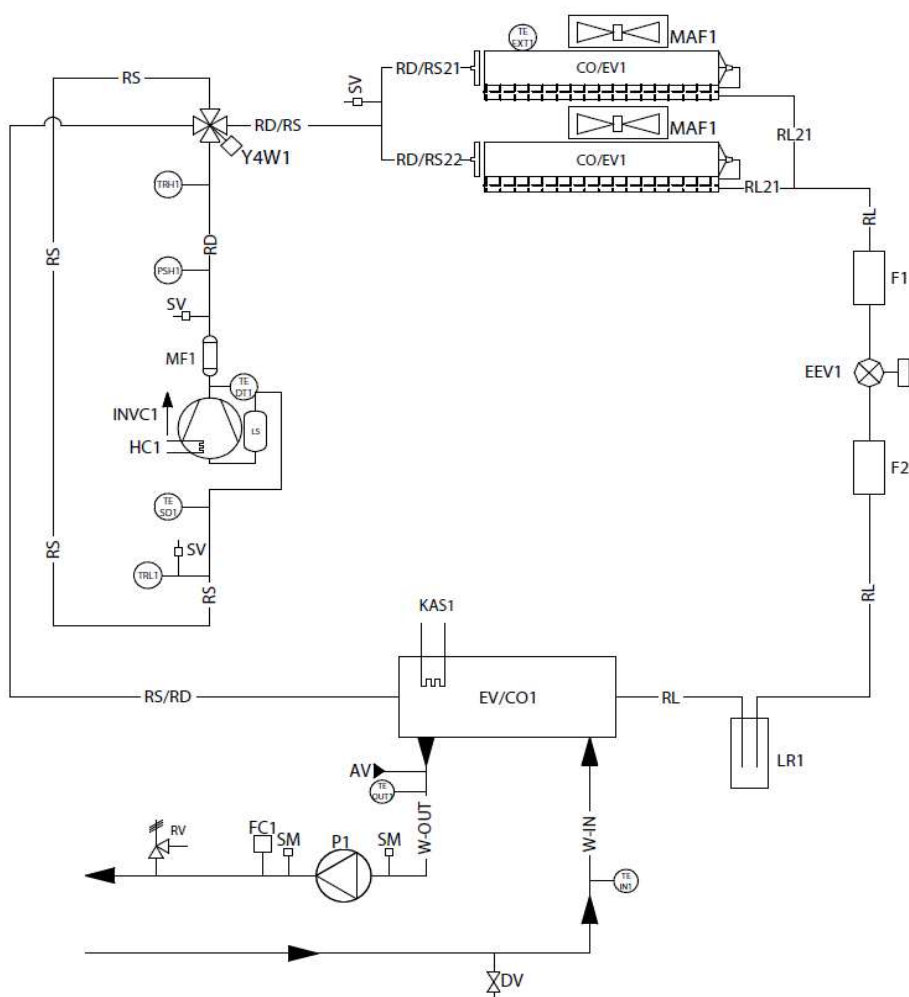 TE
EXT1
MAF1
RS
RD/RS21
CO/EV1
SV
RD/RS
MAF1
RL21
Y4W1
RD/RS22
CO/EV1
RL21
TRH1
RL
RD
RS
PSH1
F1
SV
MF1
EEV1
TE
DT1
INVC1
LS
HC1
F2
TE
SO1
SV
RS
TRL1
RS
RL
KAS1
RS/RD
EV/CO1
RL
LR1
AV
TE
OUT1
W-OUT
W-IN
RV
FC1
SM
P1
SM
TE
IN1
DV